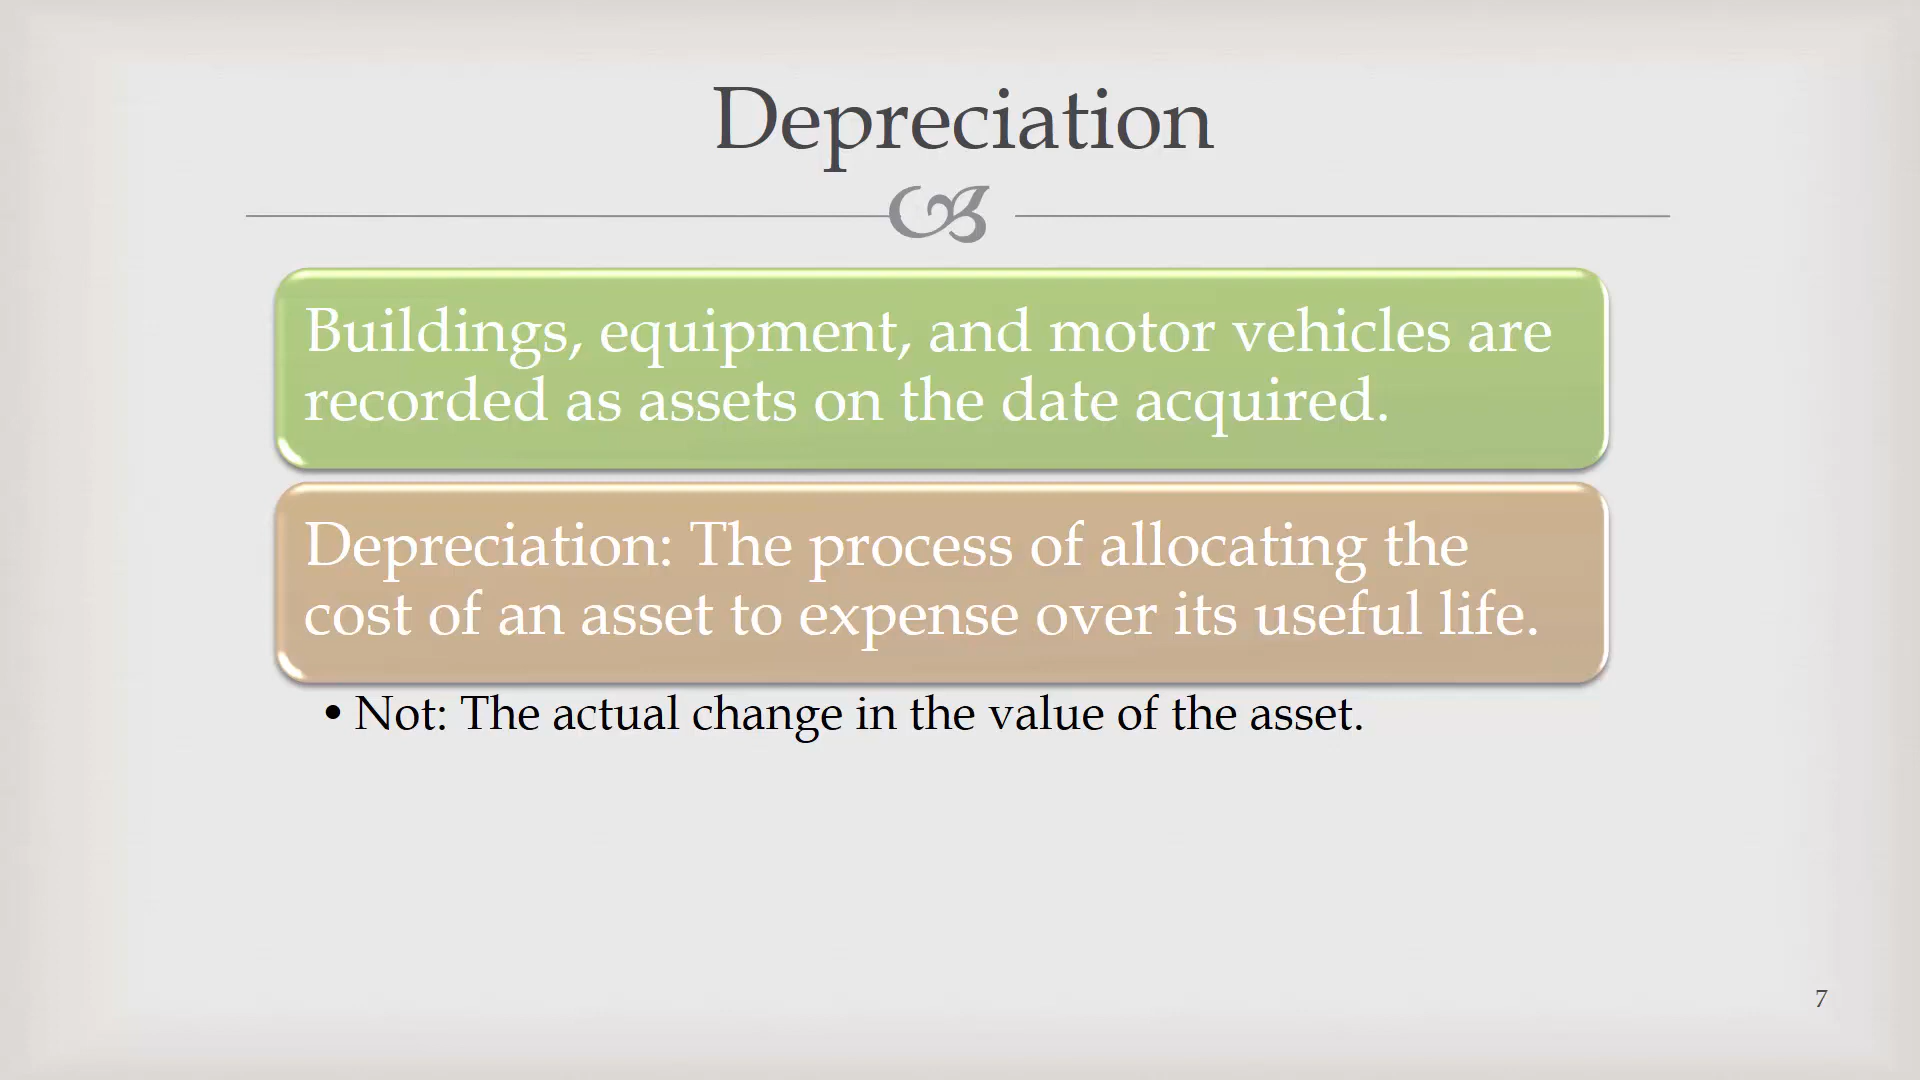 Depreciation
Buildings, equipment, and motor vehicles are
recorded as assets on the date acquired.
Depreciation: The process of allocating the
cost of an asset to expense over its useful life.
• Not: The actual change in the value of the asset.
7